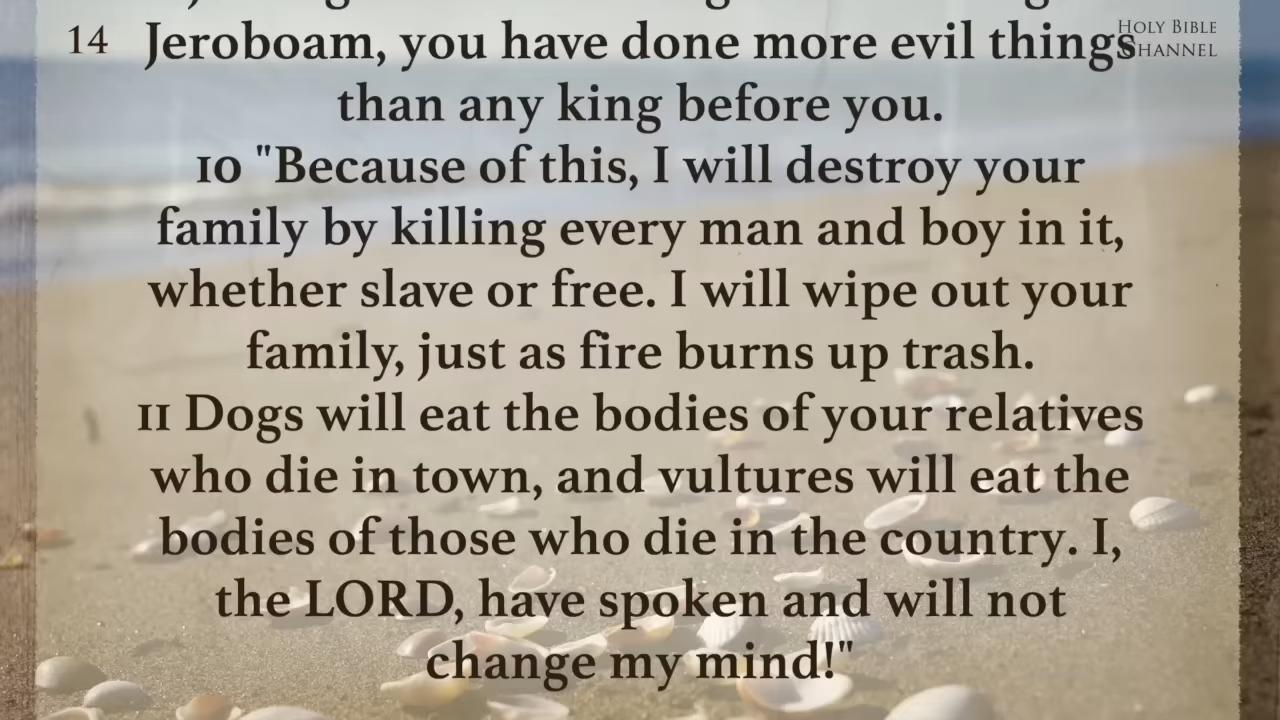 14
HOLY BIBLE
CHANNEL
Jeroboam, you have done more evil things
than any king before you.
10 "Because of this, I will destroy your
family by killing every man and boy in it,
whether slave or free. I will wipe out your
family, just as fire burns up trash.
11 Dogs will eat the bodies of your relatives
who die in town, and vultures will eat the
bodies of those who die in the country. I,
the LORD, have spoken and will not
change my mind!"